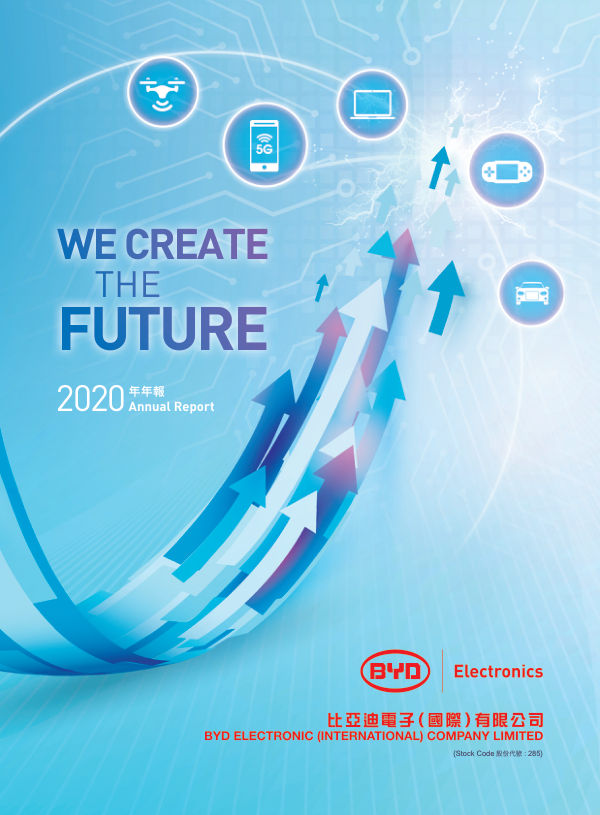 5G
WE CREATE
THE
FUTURE
2020 年年報
Annual Report
BYD Electronics
比亞迪電子(國際)有限公司
BYD ELECTRONIC (INTERNATIONAL) COMPANY LIMITED
(Stock Code 股份代號 : 285)